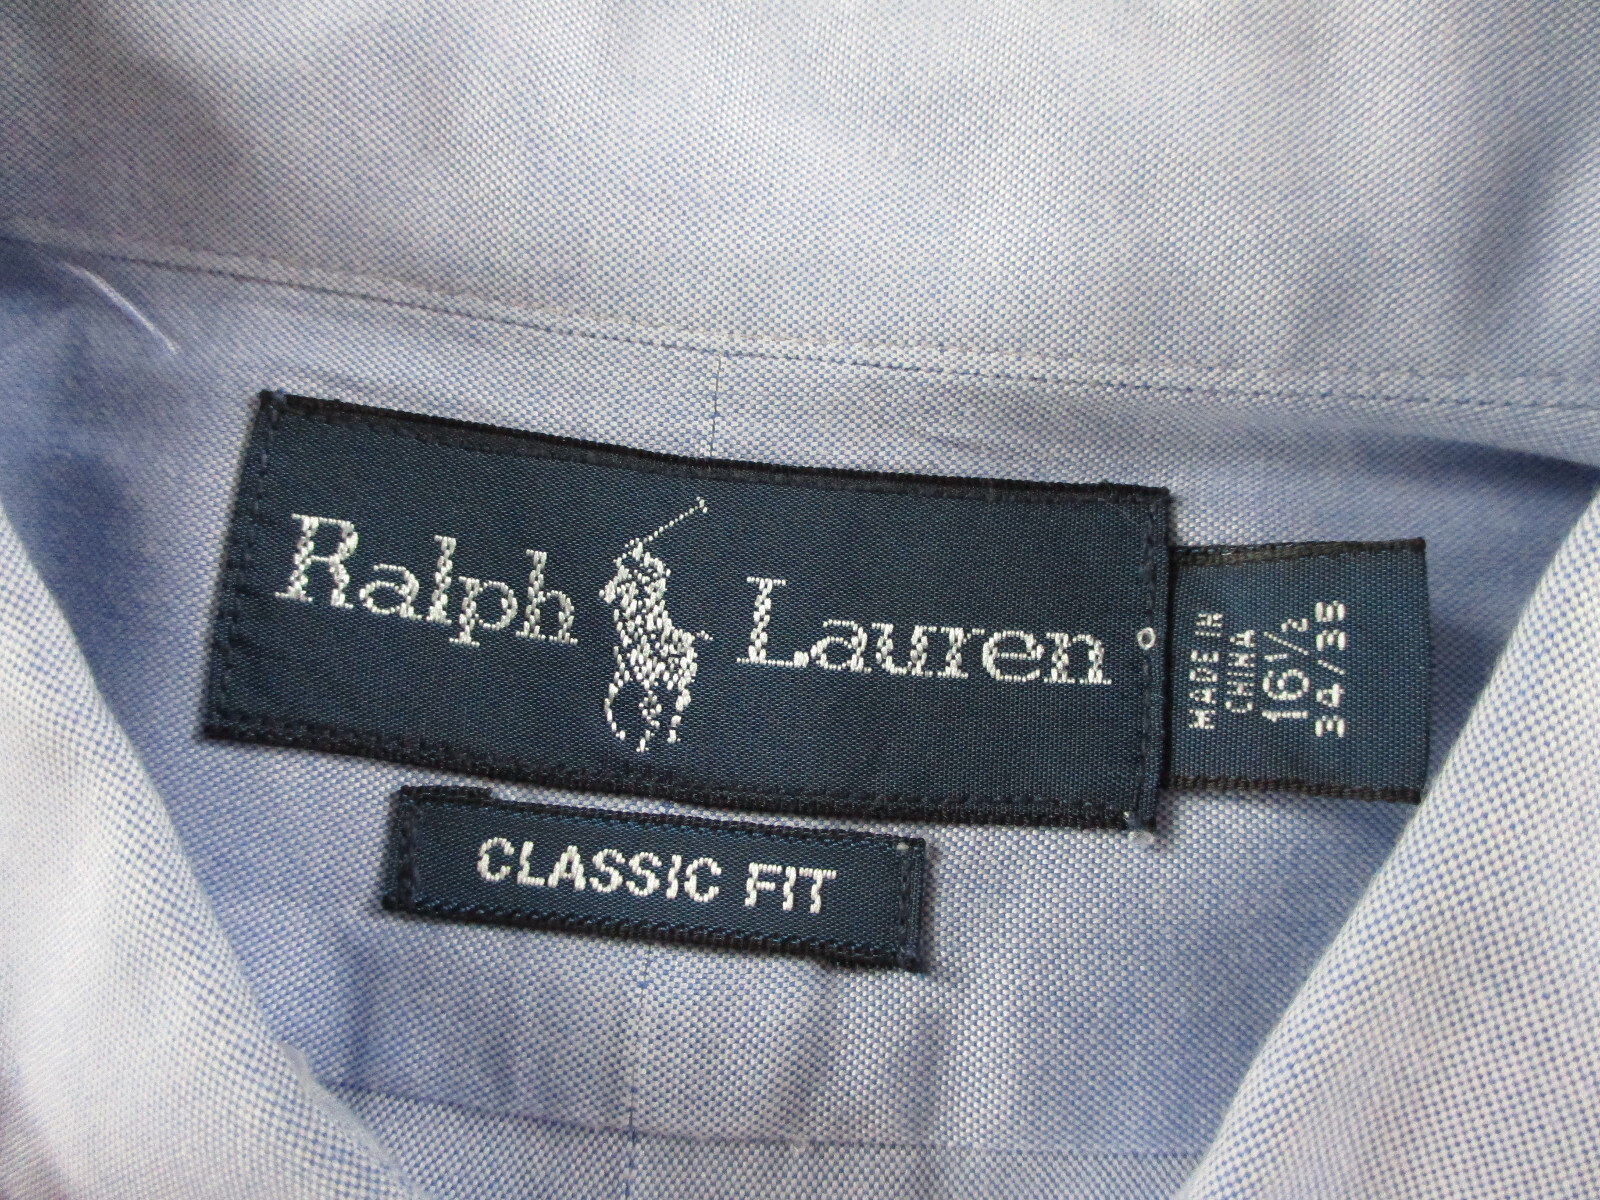 Ralph Lauren
MADE IN
CHINA
16½
34/35
CLASSIC FIT